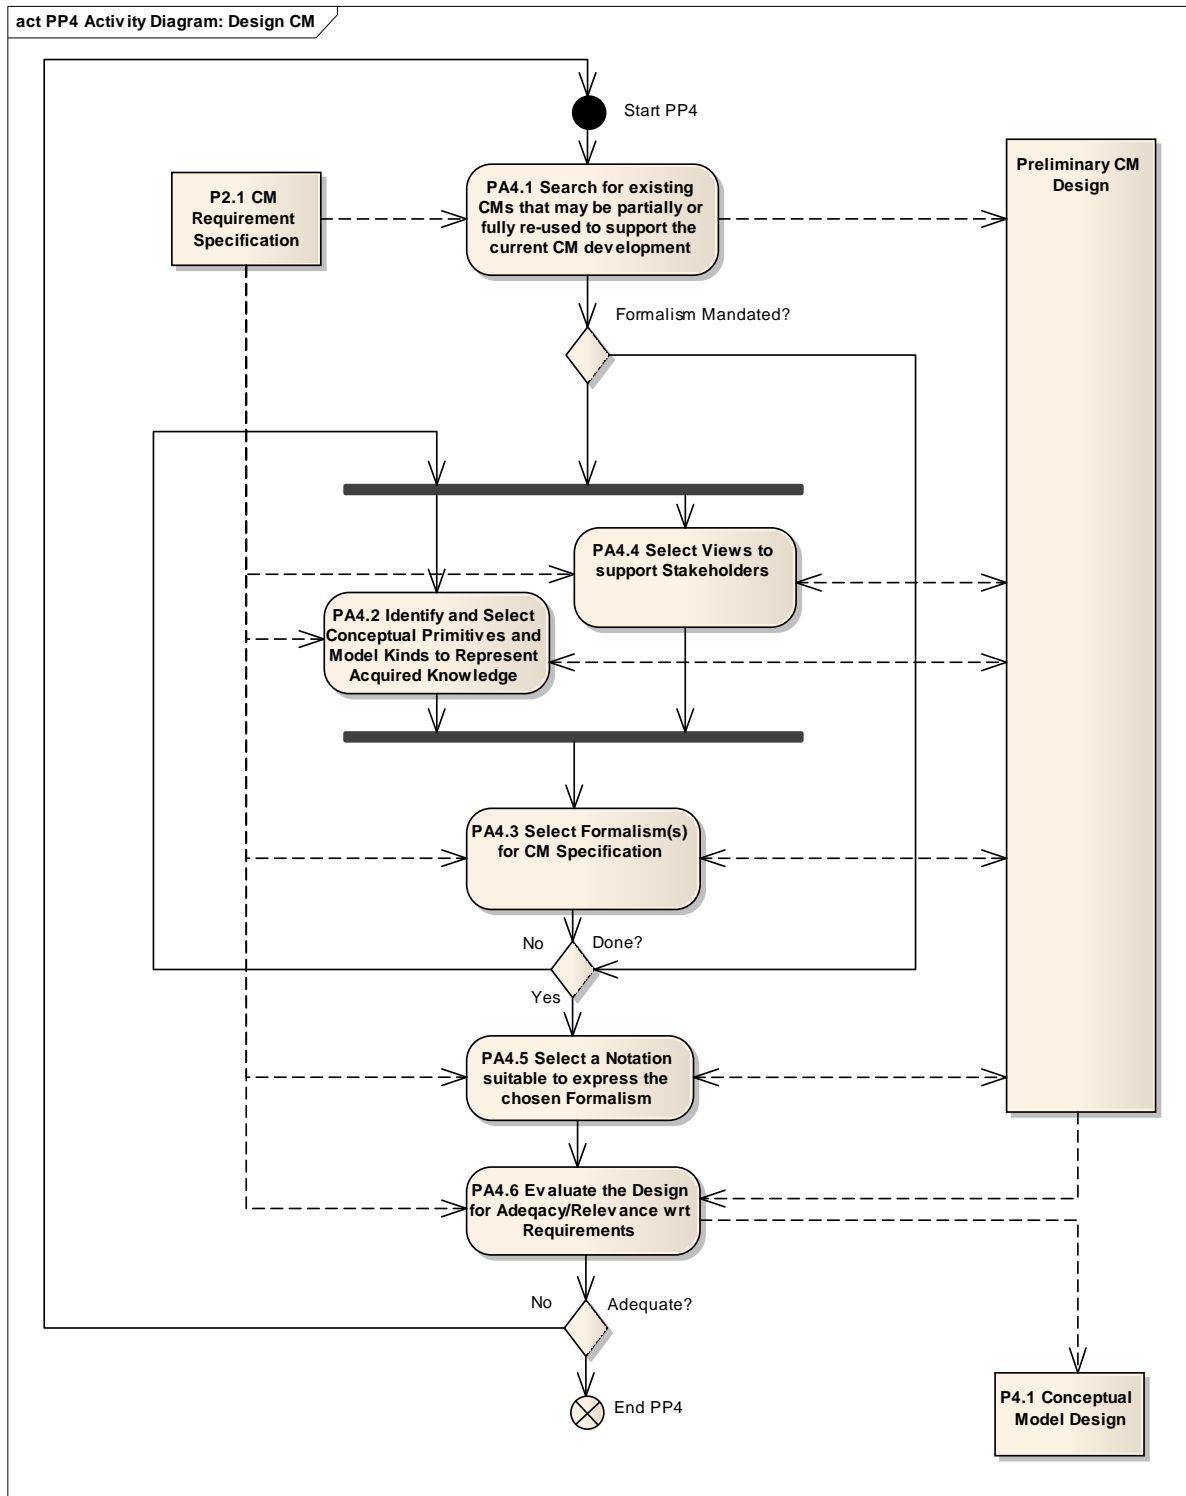 act PP4 Activity Diagram: Design CM
Start PP4
PA4.1 Search for existing
CMs that may be partially or
fully re-used to support the
current CM development
P2.1 CM
Requirement
Specification
Preliminary CM
Design
Formalism Mandated?
PA4.4 Select Views to
support Stakeholders
PA4.2 Identify and Select
Conceptual Primitives and
Model Kinds to Represent
Acquired Knowledge
PA4.3 Select Formalism(s)
for CM Specification
No
Done?
Yes
PA4.5 Select a Notation
suitable to express the
chosen Formalism
PA4.6 Evaluate the Design
for Adeqacy/Relevance wrt
Requirements
No
Adequate?
End PP4
P4.1 Conceptual
Model Design